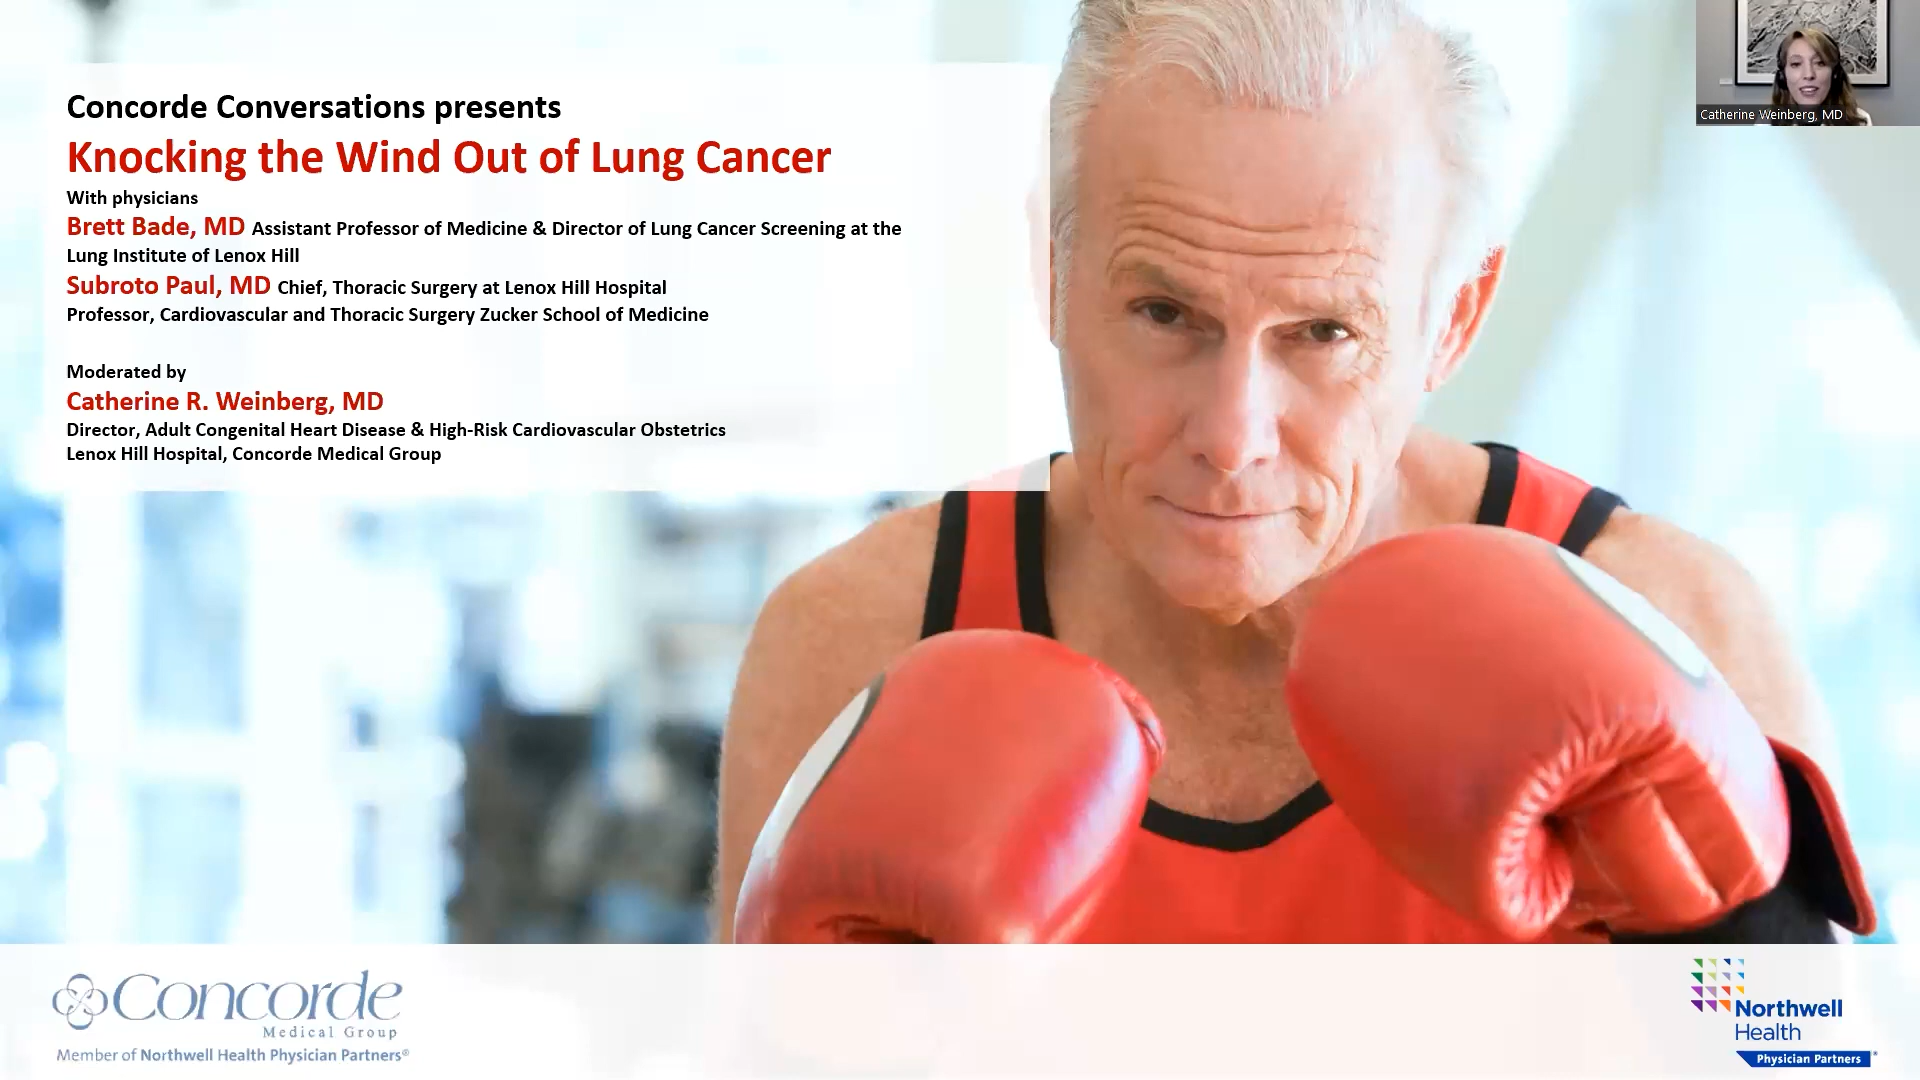 Concorde Conversations presents
Knocking the Wind Out of Lung Cancer
With physicians
Brett Bade, MD Assistant Professor of Medicine & Director of Lung Cancer Screening at the
Lung Institute of Lenox Hill
Subroto Paul, MD Chief, Thoracic Surgery at Lenox Hill Hospital
Professor, Cardiovascular and Thoracic Surgery Zucker School of Medicine
Moderated by
Catherine R. Weinberg, MD
Director, Adult Congenital Heart Disease & High-Risk Cardiovascular Obstetrics
Lenox Hill Hospital, Concorde Medical Group
Catherine Weinberg, MD
Concorde
Medical Group
Member of Northwell Health Physician Partners®
Northwell
Health
Physician Partners®